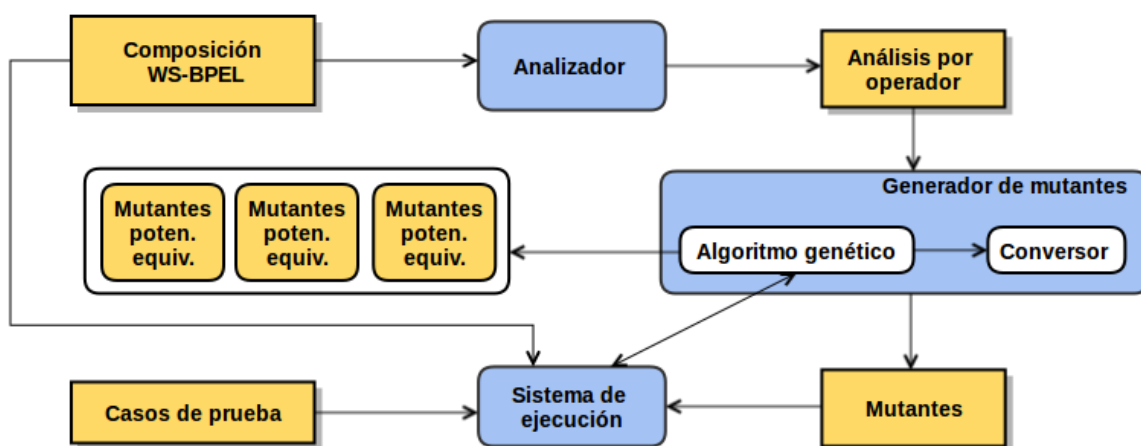 Composición
WS-BPEL
Analizador
Análisis por
operador
Generador de mutantes
Mutantes
poten.
equiv.
Mutantes
poten.
equiv.
Mutantes
poten.
equiv.
Algoritmo genético
Conversor
Casos de prueba
Sistema de
ejecución
Mutantes